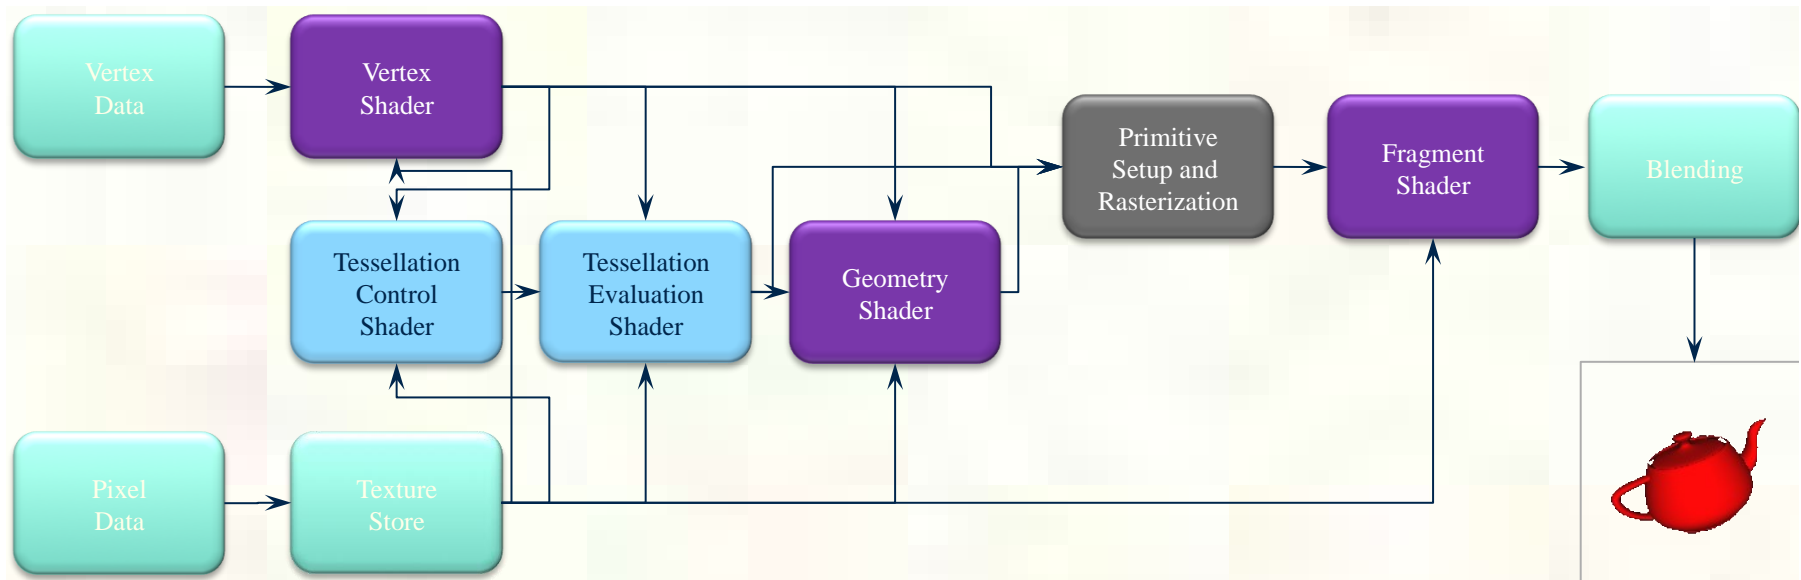 Vertex
Data
Vertex
Shader
Primitive
Setup and
Rasterization
Fragment
Shader
Blending
Tessellation
Control
Shader
Tessellation
Evaluation
Shader
Geometry
Shader
Pixel
Data
Texture
Store